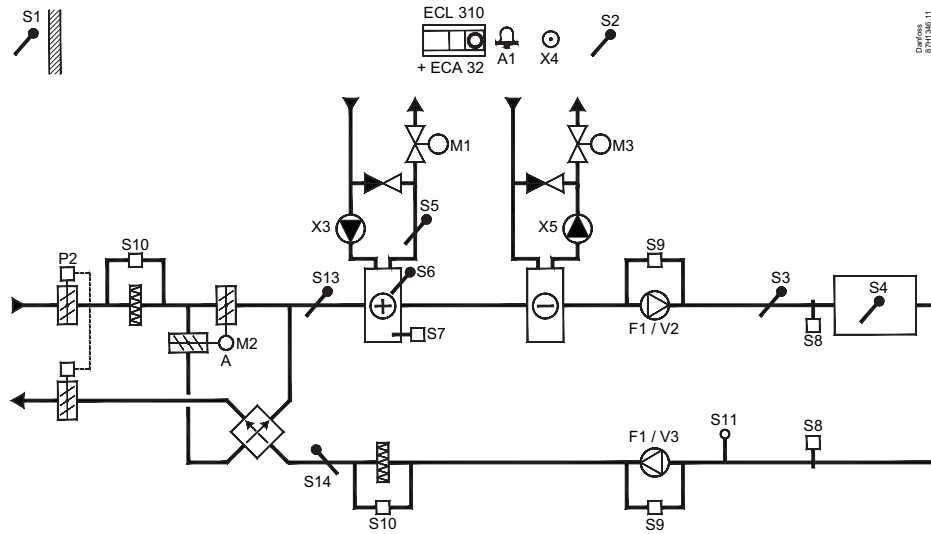 S1
ECL 310
+ ECA 32
A1
X4
S2
Danfoss
87H1346.11
M1
M3
X3
S5
X5
P2
S10
S13
S6
S9
S3
S4
M2
A
S7
F1 / V2
S8
F1 / V3
S11
S8
S14
S10
S9